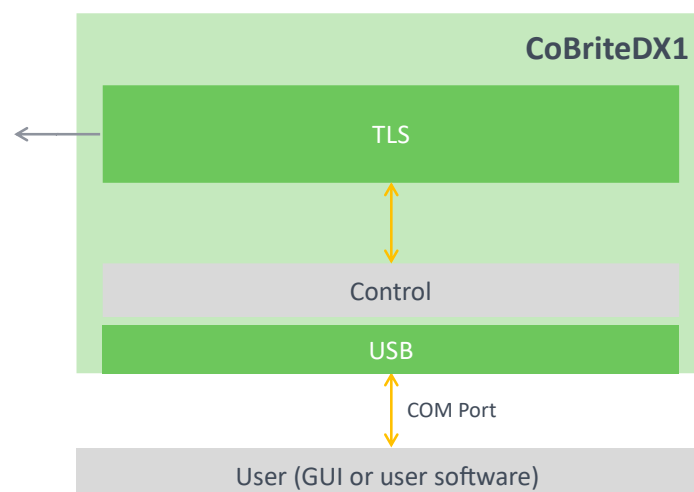 CoBriteDX1
TLS
Control
USB
COM Port
User (GUI or user software)